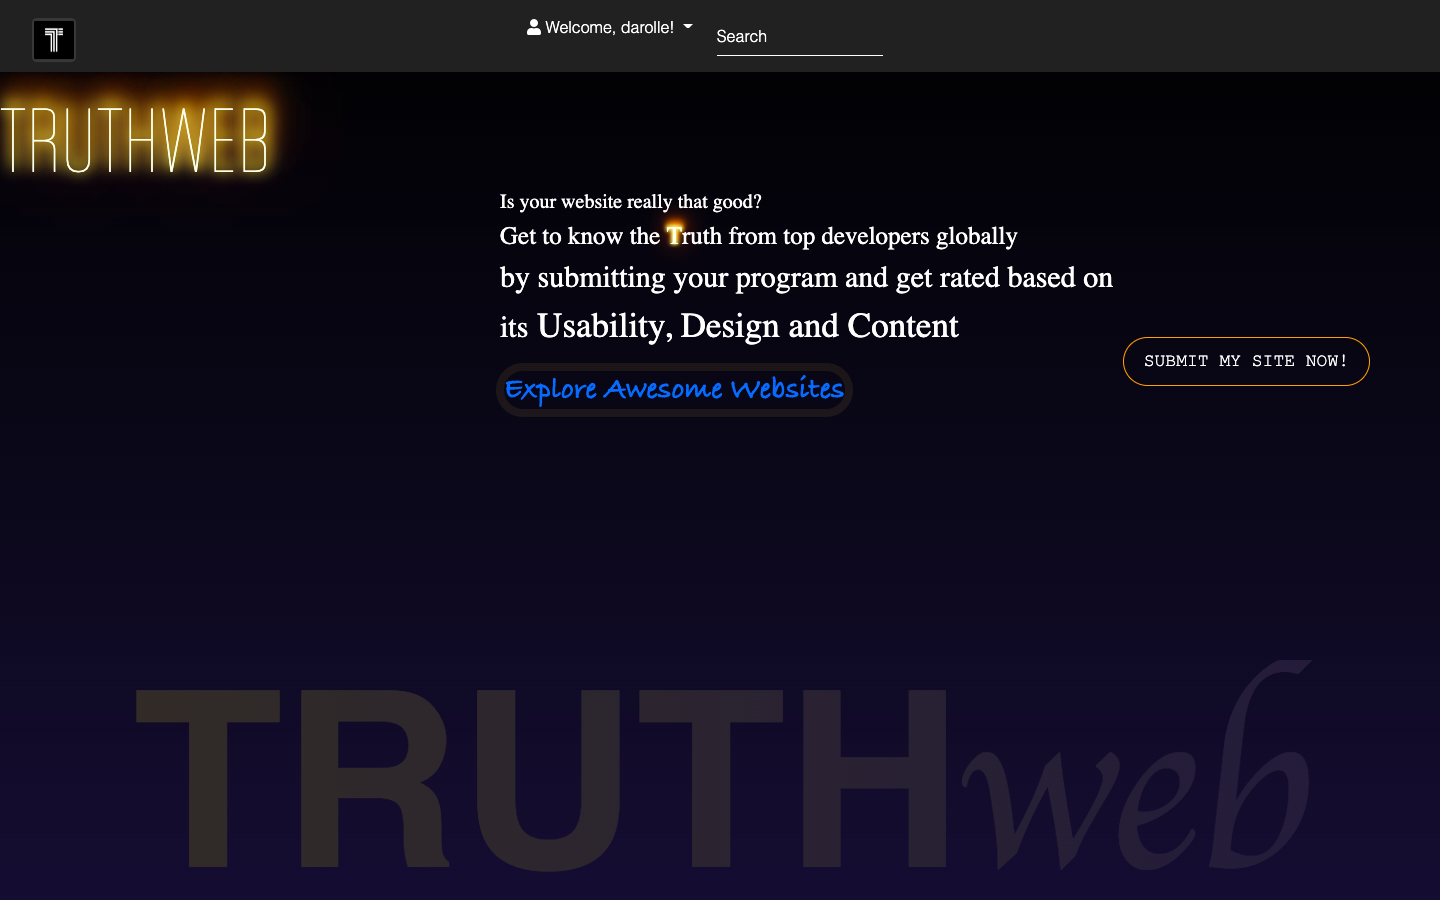 T
Welcome, darolle!
Search
TRUTHWEB
Is your website really that good?
Get to know the Truth from top developers globally
by submitting your program and get rated based on
its Usability, Design and Content
SUBMIT MY SITE NOW!
Explore Awesome Websites
TRUTHweb